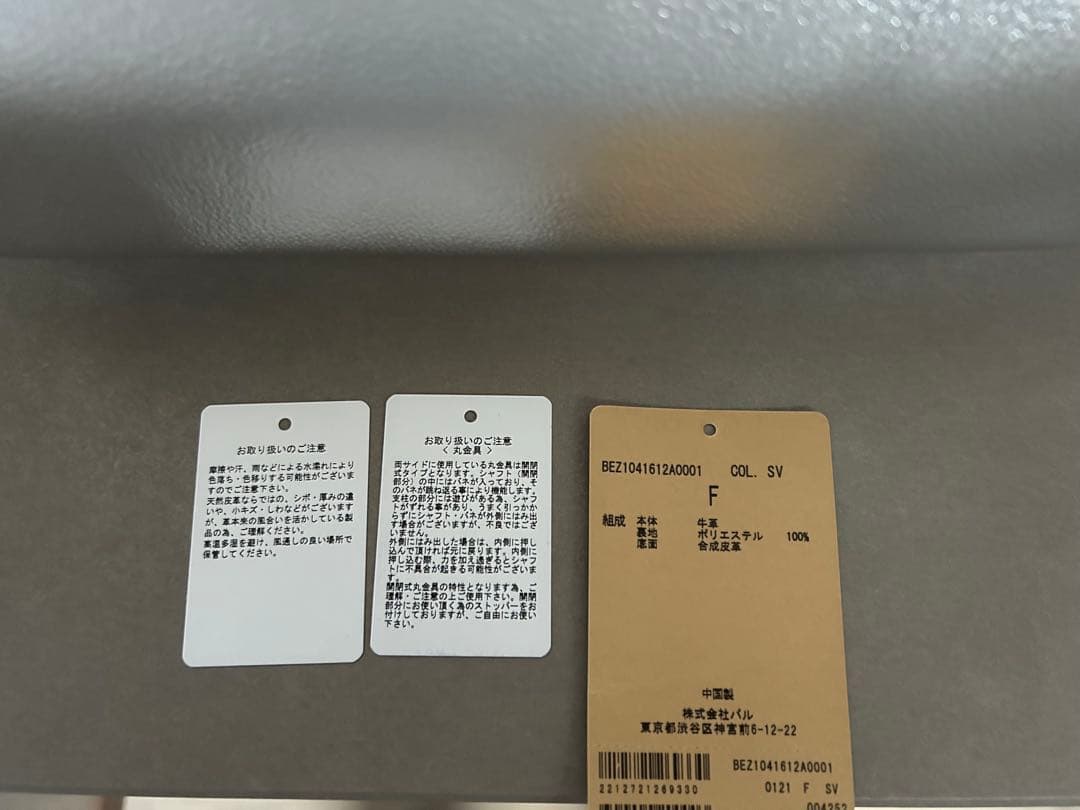 お取り扱いのご注意
摩擦や汗、雨などによる水濡れにより
色落ち・色移りする可能性がございま
すのでご注意下さい。
天然皮革ならではの、シボ・厚みの違
いや、小キズ・しわなどがございます
が、革本来の風合いを活かしている製
品の為、ご理解ください。
高温多湿を避け、風通しの良い場所で
保管してください。
お取り扱いのご注意
＜ 丸金具 ＞
両サイドに使用している丸金具は開閉
式タイプとなります。シャフト（開閉
部分）の中にはバネが入っており、そ
のバネが跳ね返る事により機能します。
支柱の部分には遊びがある為、シャフ
トがずれる事があり、うまく引っかか
らずにシャフト・バネが外側にはみ出
す場合がございますが、不良ではござ
いません。
外側にはみ出した場合は、内側に押し
込んで頂ければ元に戻ります。内側に
押し込む際、力を加え過ぎるとシャフ
トに不具合が起きる可能性がございま
す。
開閉式丸金具の特性となります為、ご
理解・ご注意の上ご使用下さい。開閉
部分にお使い頂く為のストッパーをお
付けしておりますが、ご自由にお使い
下さい。
BEZ1041612A0001 COL. SV
F
組成 本体 牛革
裏地 ポリエステル 100%
底面 合成皮革
中国製
株式会社パル
東京都渋谷区神宮前6-12-22
BEZ1041612A0001
2212721269330 0121 F SV